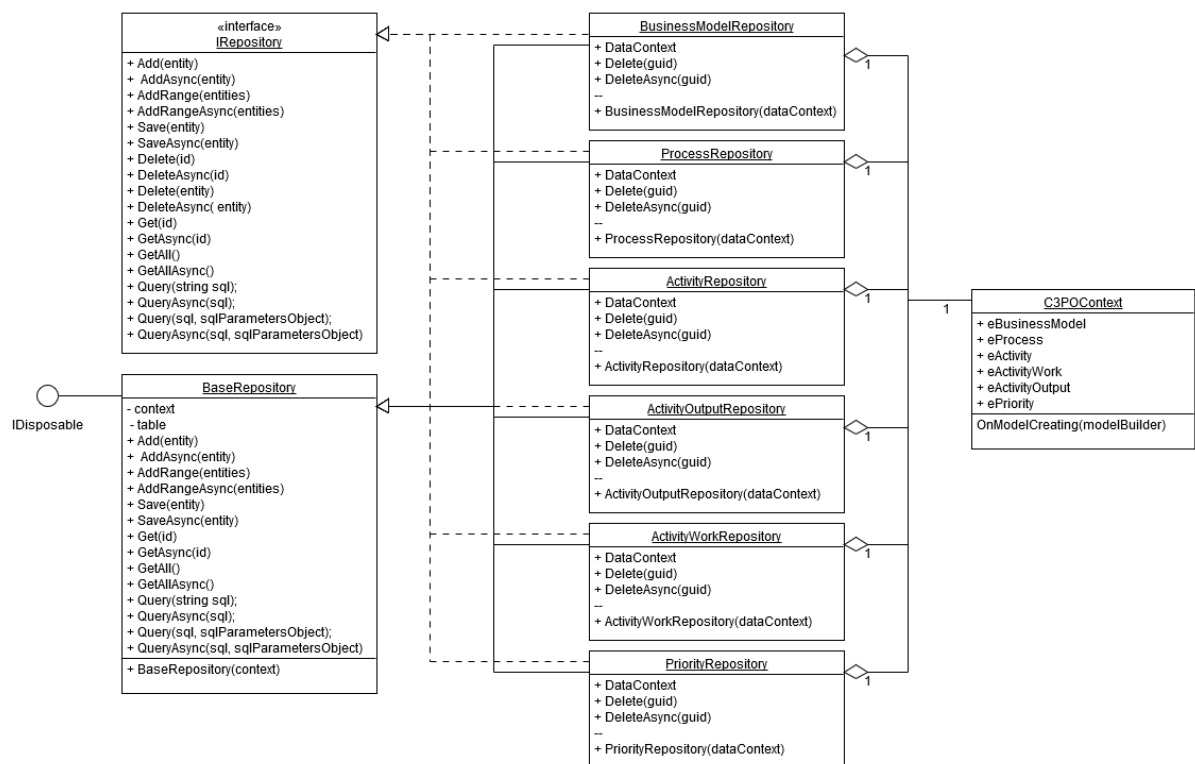 «interface»
IRepository
+ Add(entity)
+ AddAsync(entity)
+ AddRange(entities)
+ AddRangeAsync(entities)
+ Save(entity)
+ SaveAsync(entity)
+ Delete(id)
+ DeleteAsync(id)
+ Delete(entity)
+ DeleteAsync( entity)
+ Get(id)
+ GetAsync(id)
+ GetAll()
+ GetAllAsync()
+ Query(string sql);
+ QueryAsync(sql);
+ Query(sql, sqlParametersObject);
+ QueryAsync(sql, sqlParametersObject)
IDisposable
BaseRepository
- context
- table
+ Add(entity)
+ AddAsync(entity)
+ AddRange(entities)
+ AddRangeAsync(entities)
+ Save(entity)
+ SaveAsync(entity)
+ Get(id)
+ GetAsync(id)
+ GetAll()
+ GetAllAsync()
+ Query(string sql);
+ QueryAsync(sql);
+ Query(sql, sqlParametersObject);
+ QueryAsync(sql, sqlParametersObject)
+ BaseRepository(context)
BusinessModelRepository
+ DataContext
+ Delete(guid)
+ DeleteAsync(guid)
--
+ BusinessModelRepository(dataContext)
1
ProcessRepository
+ DataContext
+ Delete(guid)
+ DeleteAsync(guid)
--
+ ProcessRepository(dataContext)
1
ActivityRepository
+ DataContext
+ Delete(guid)
+ DeleteAsync(guid)
--
+ ActivityRepository(dataContext)
1
ActivityOutputRepository
+ DataContext
+ Delete(guid)
+ DeleteAsync(guid)
--
+ ActivityOutputRepository(dataContext)
1
ActivityWorkRepository
+ DataContext
+ Delete(guid)
+ DeleteAsync(guid)
--
+ ActivityWorkRepository(dataContext)
1
PriorityRepository
+ DataContext
+ Delete(guid)
+ DeleteAsync(guid)
--
+ PriorityRepository(dataContext)
1
1
C3POContext
+ eBusinessModel
+ eProcess
+ eActivity
+ eActivityWork
+ eActivityOutput
+ ePriority
OnModelCreating(modelBuilder)